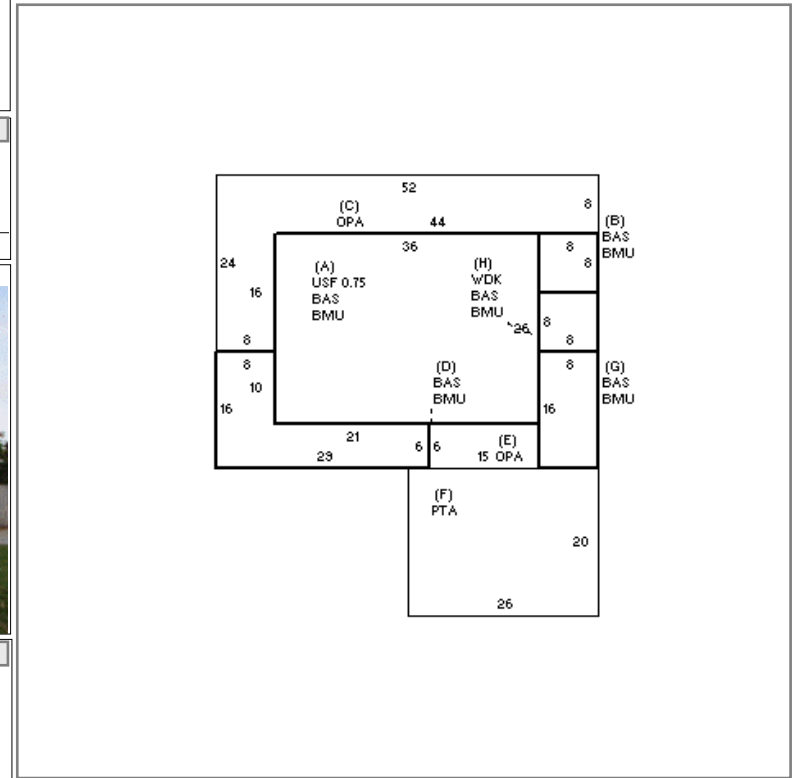 52
8
(C)
OPA
44
(B)
BAS
BMU
36
8
8
24
16
(A)
USF 0.75
BAS
BMU
(H)
WDK
BAS
BMU
26
8
8
8
8
10
16
(D)
BAS
BMU
8
16
(G)
BAS
BMU
21
29
6
6
(E)
15 OPA
(F)
PTA
20
26